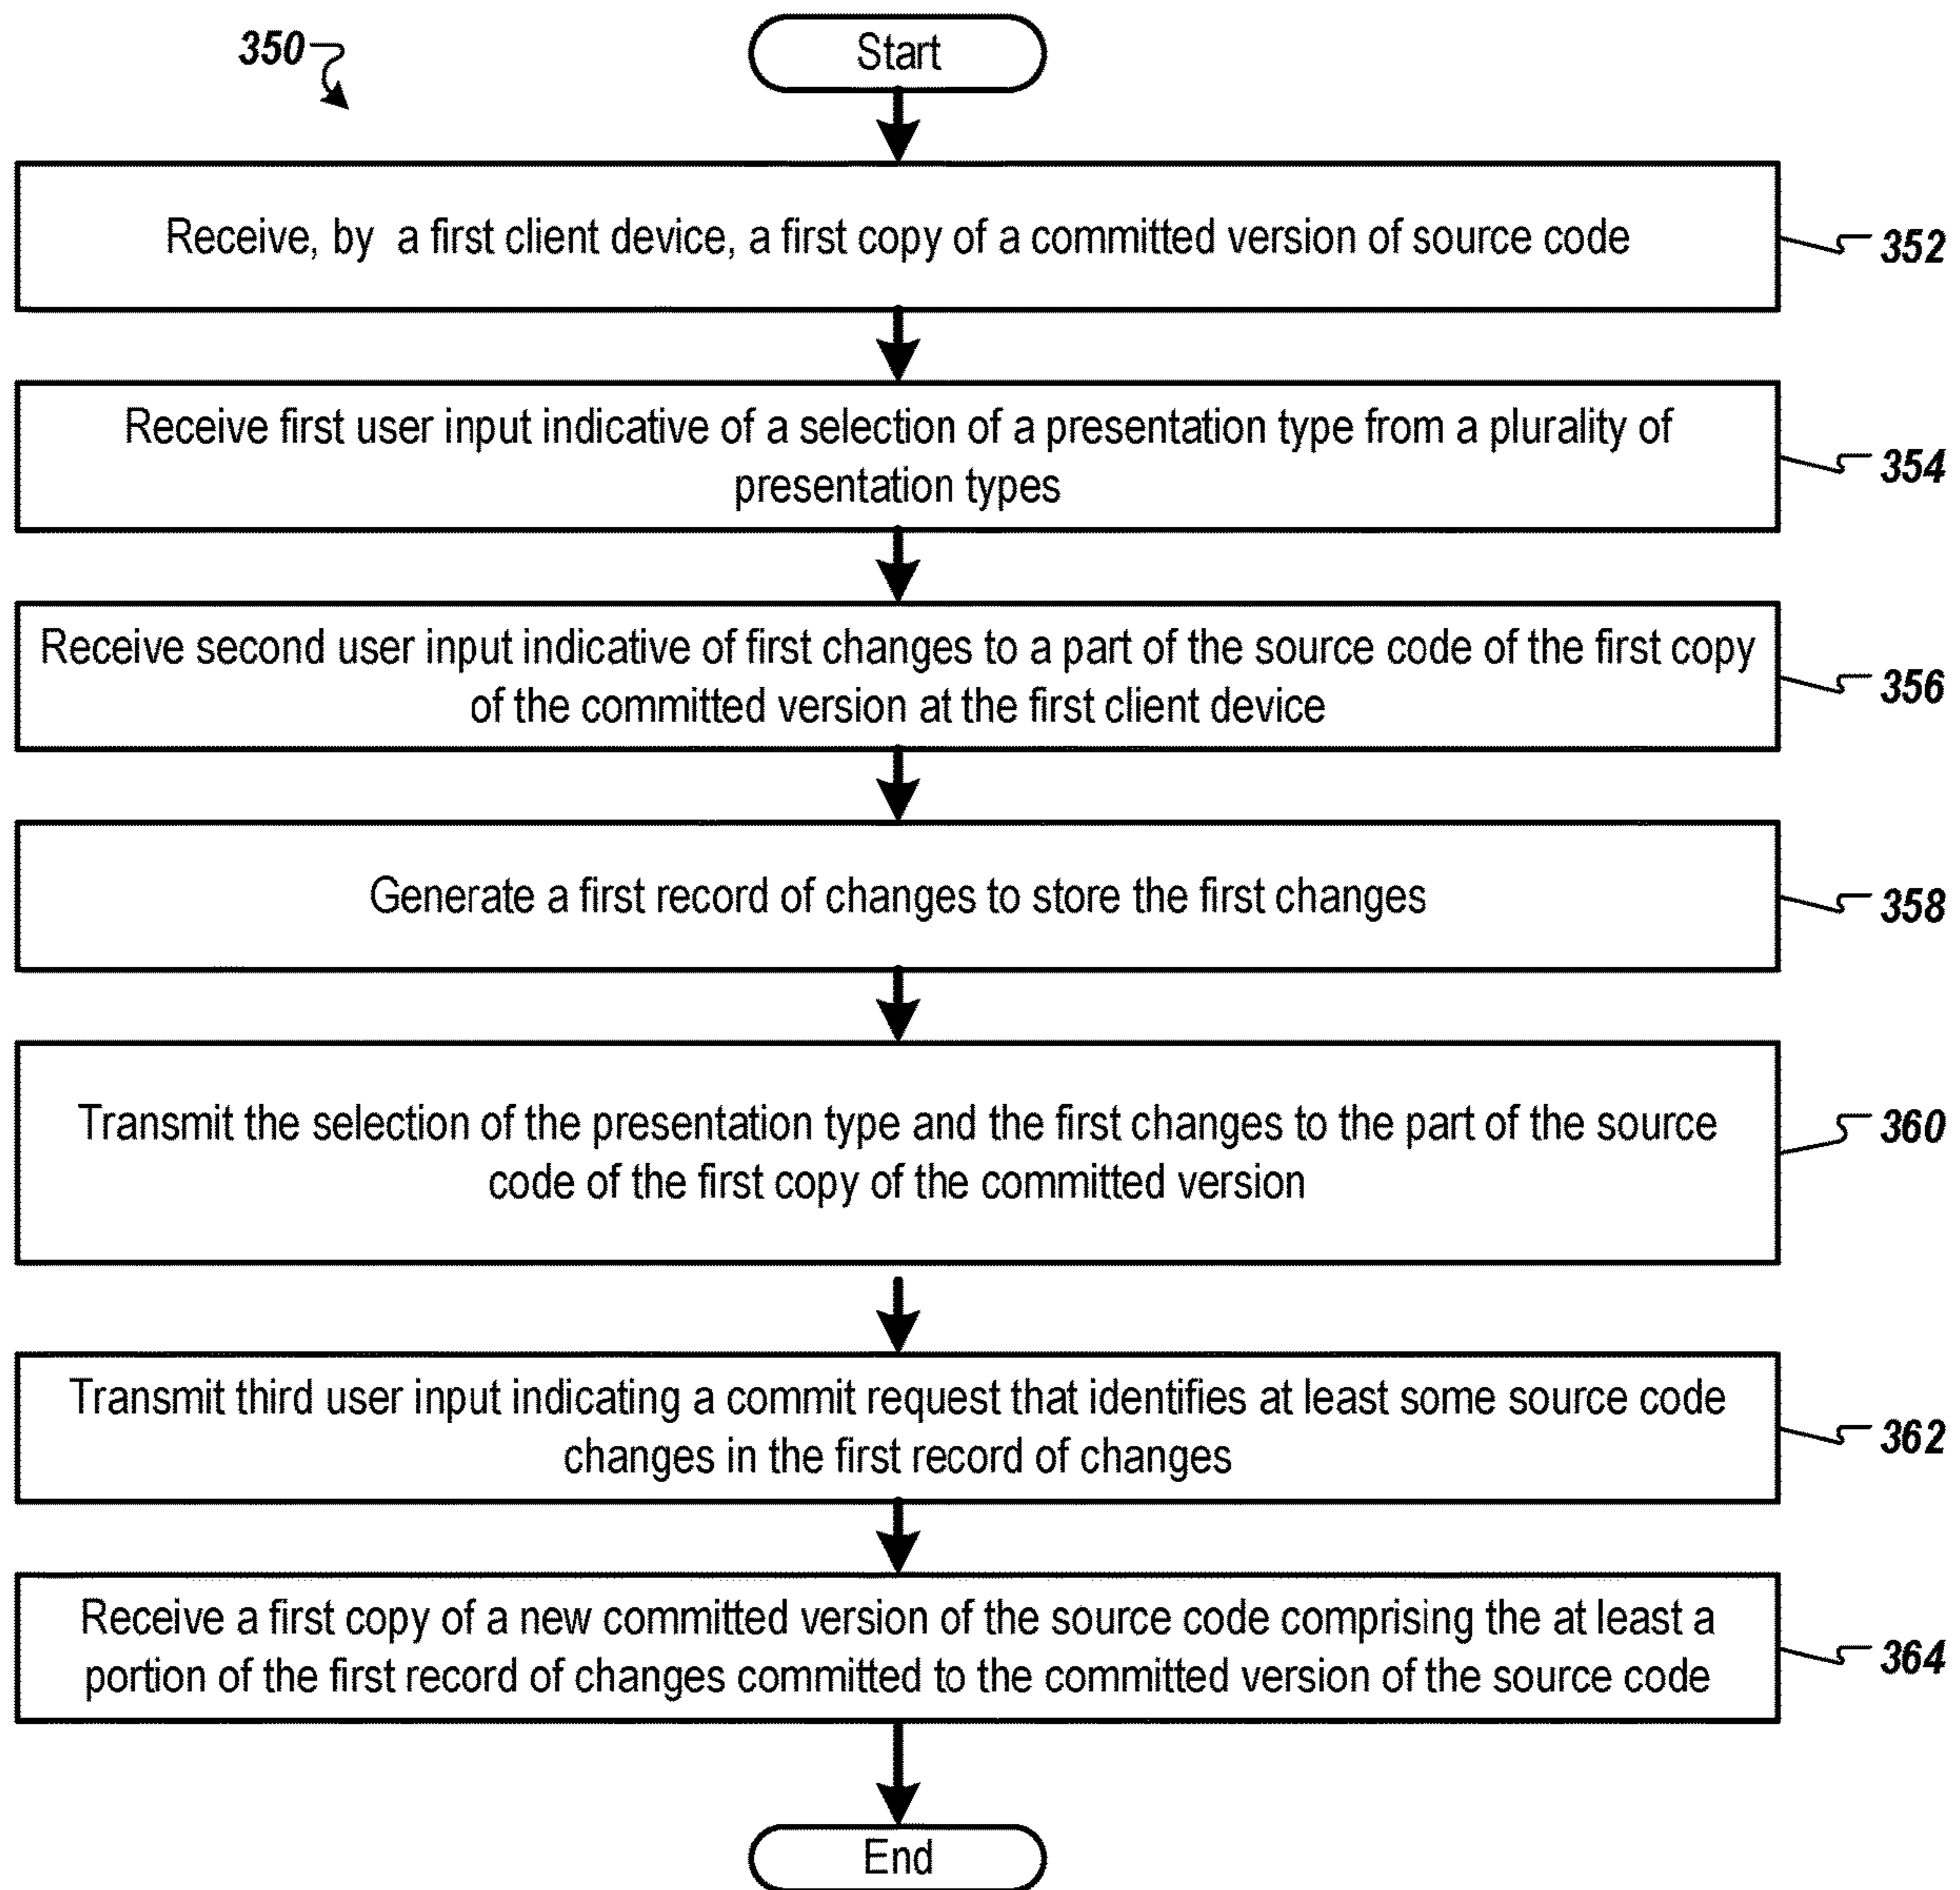 350
Start
Receive, by a first client device, a first copy of a committed version of source code
352
Receive first user input indicative of a selection of a presentation type from a plurality of
presentation types
354
Receive second user input indicative of first changes to a part of the source code of the first copy
of the committed version at the first client device
356
Generate a first record of changes to store the first changes
358
Transmit the selection of the presentation type and the first changes to the part of the source
code of the first copy of the committed version
360
Transmit third user input indicating a commit request that identifies at least some source code
changes in the first record of changes
362
Receive a first copy of a new committed version of the source code comprising the at least a
portion of the first record of changes committed to the committed version of the source code
364
End